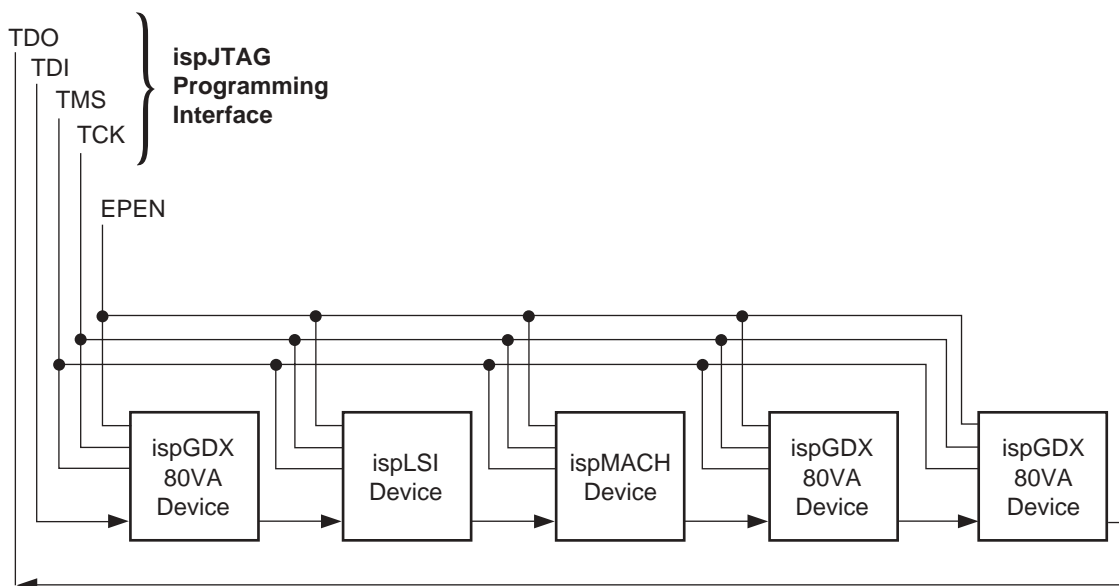 TDO
TDI
TMS
TCK
ispJTAG
Programming
Interface
EPEN
ispGDX
80VA
Device
ispLSI
Device
ispMACH
Device
ispGDX
80VA
Device
ispGDX
80VA
Device